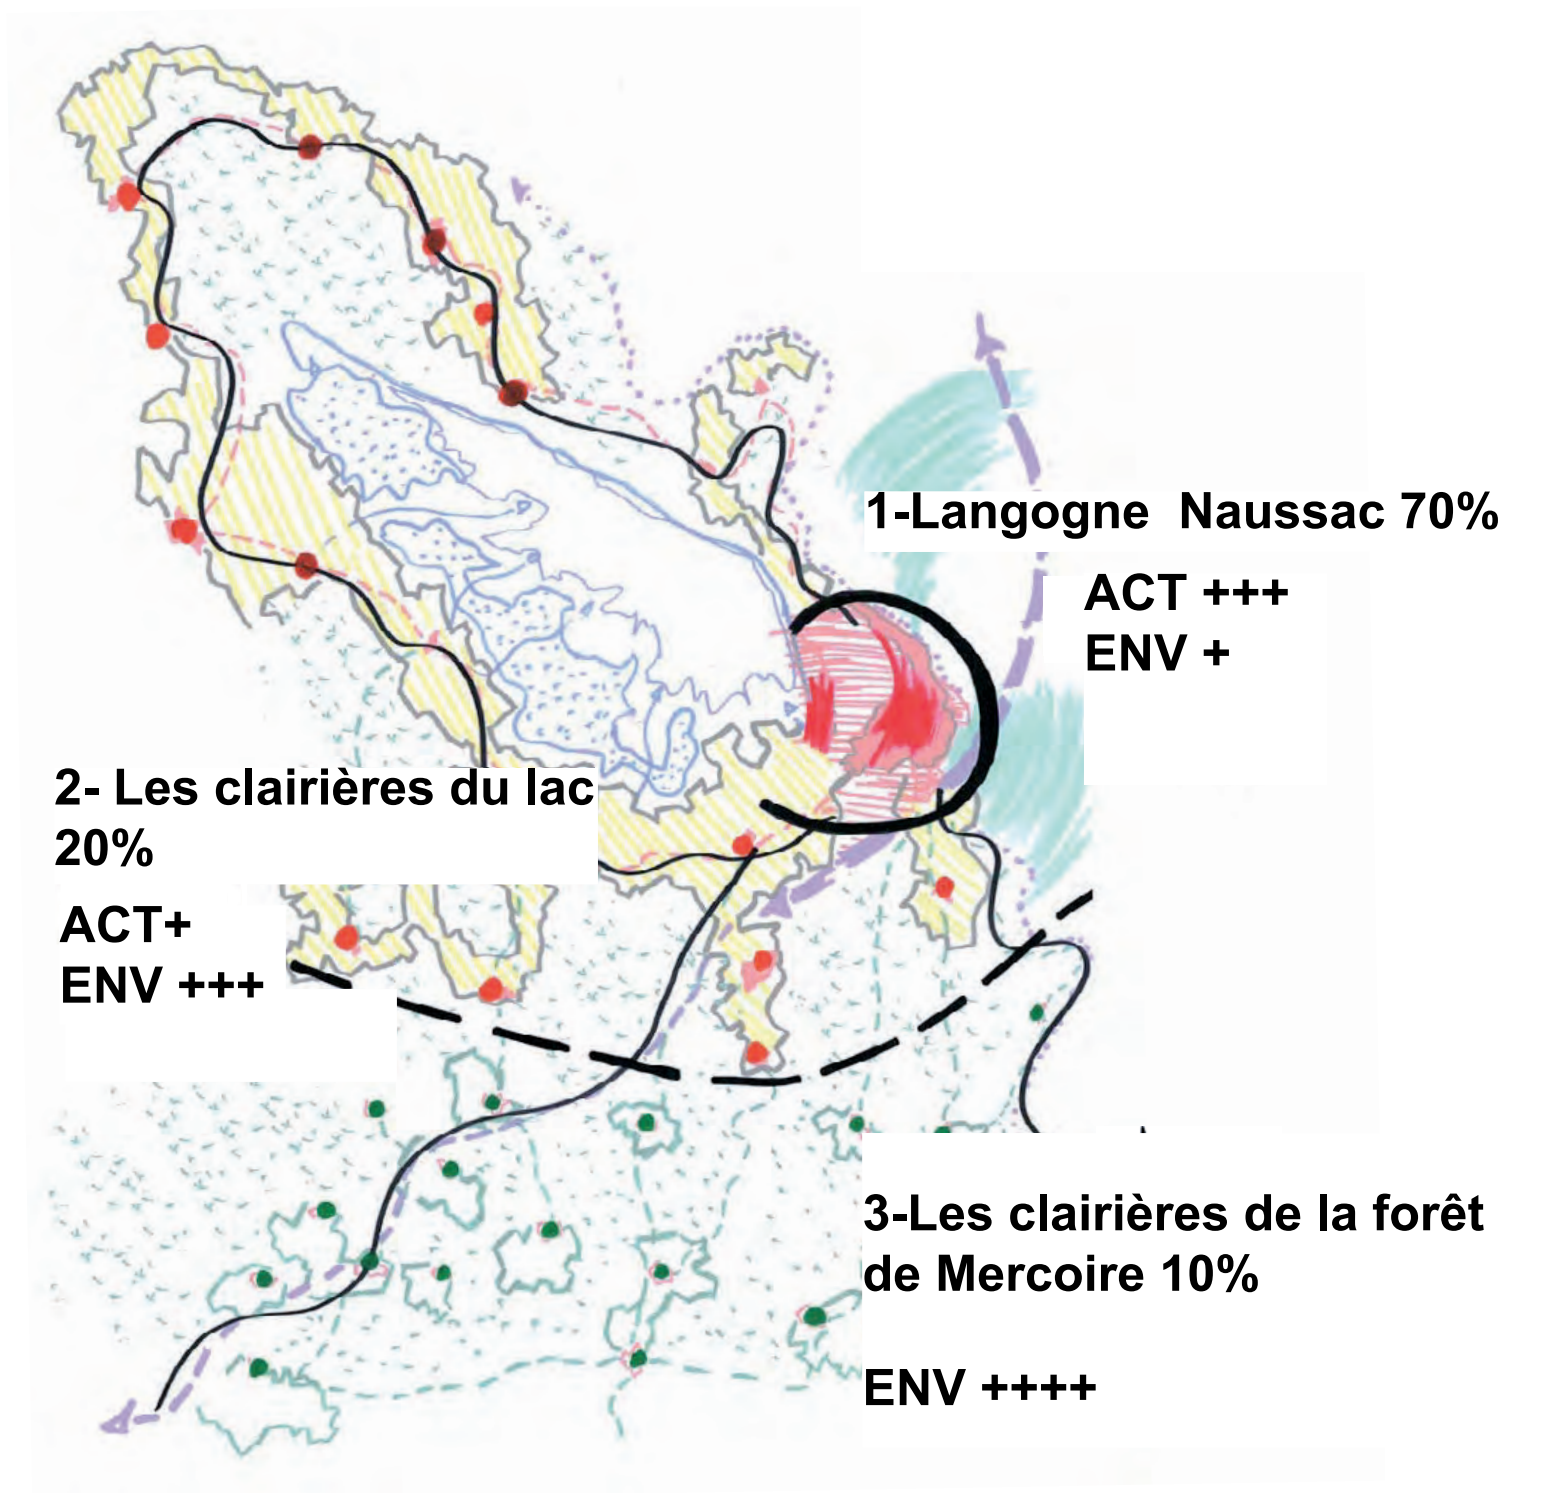 1-Langogne  Naussac 70%
ACT +++
ENV +
2- Les clairières du lac
20%
ACT+
ENV +++
3-Les clairières de la forêt
de Mercoire 10%
ENV ++++